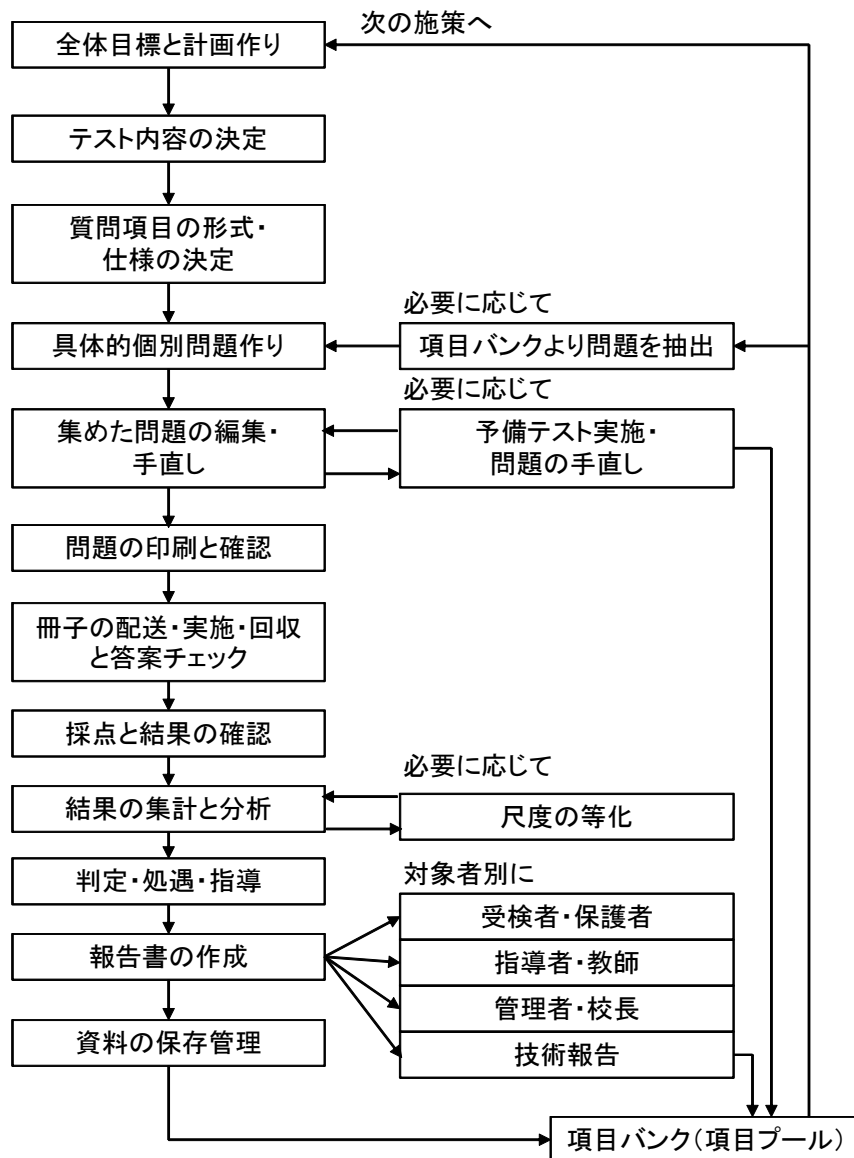 次の施策へ
全体目標と計画作り
テスト内容の決定
質問項目の形式・
仕様の決定
必要に応じて
具体的個別問題作り
項目バンクより問題を抽出
必要に応じて
集めた問題の編集・
手直し
予備テスト実施・
問題の手直し
問題の印刷と確認
冊子の配送・実施・回収
と答案チェック
採点と結果の確認
必要に応じて
結果の集計と分析
尺度の等化
判定・処遇・指導
対象者別に
受検者・保護者
報告書の作成
指導者・教師
管理者・校長
資料の保存管理
技術報告
項目バンク(項目プール)